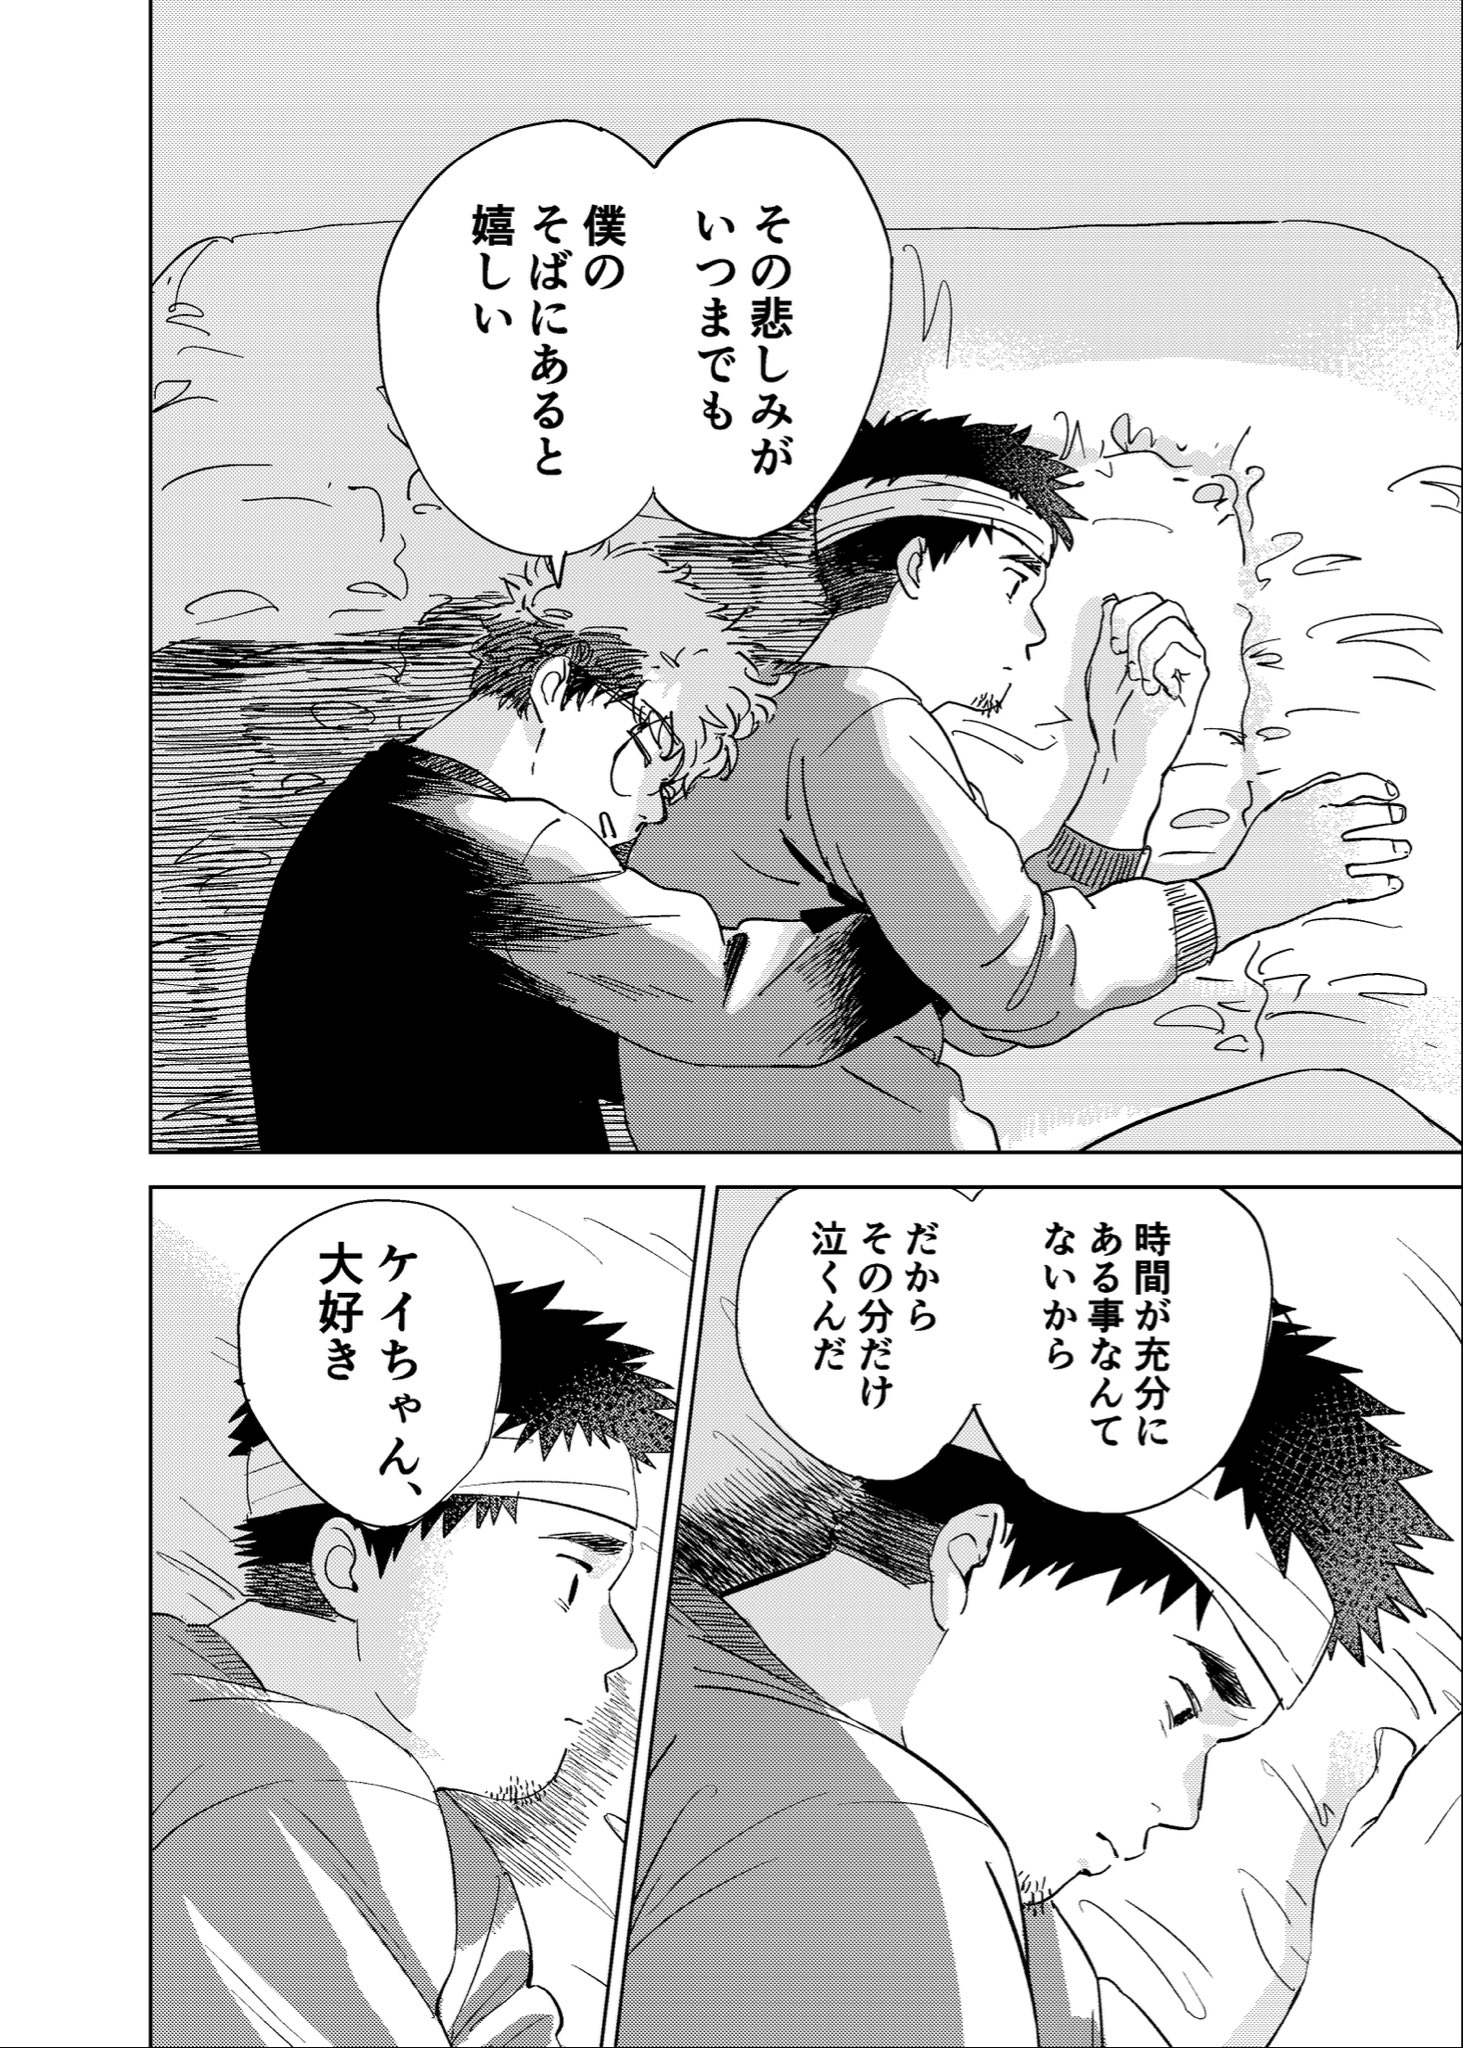 その悲しみが
いつまでも
僕の
そばにあると
嬉しい
時間が充分に
ある事なんて
ないから
だから
その分だけ
泣くんだ
ケイちゃん、
大好き